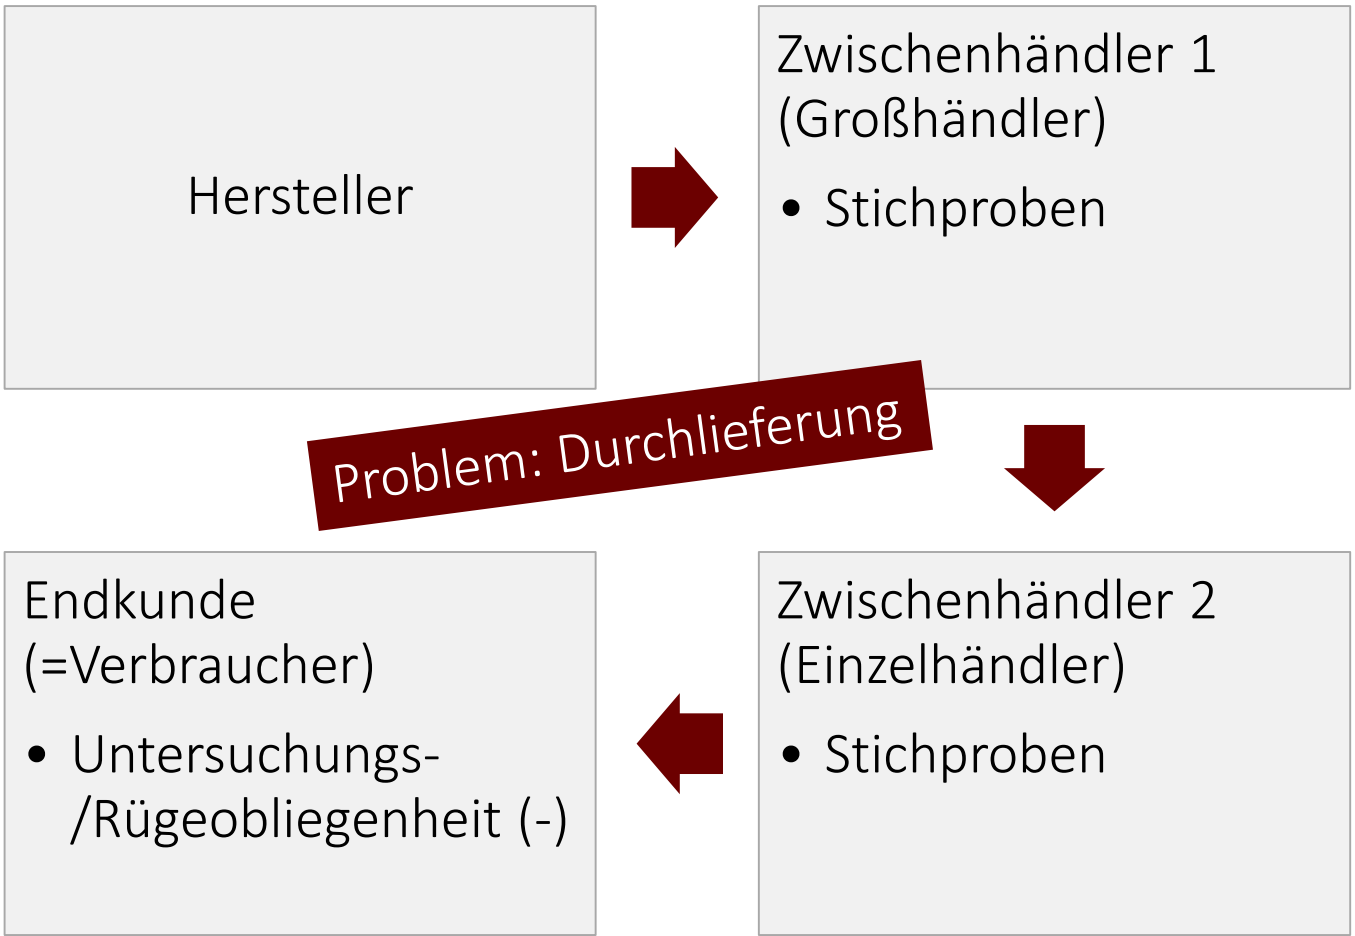 Hersteller
Zwischenhändler 1
(Großhändler)
• Stichproben
Problem: Durchlieferung
Endkunde
(=Verbraucher)
• Untersuchungs-
/Rügeobliegenheit (-)
Zwischenhändler 2
(Einzelhändler)
• Stichproben